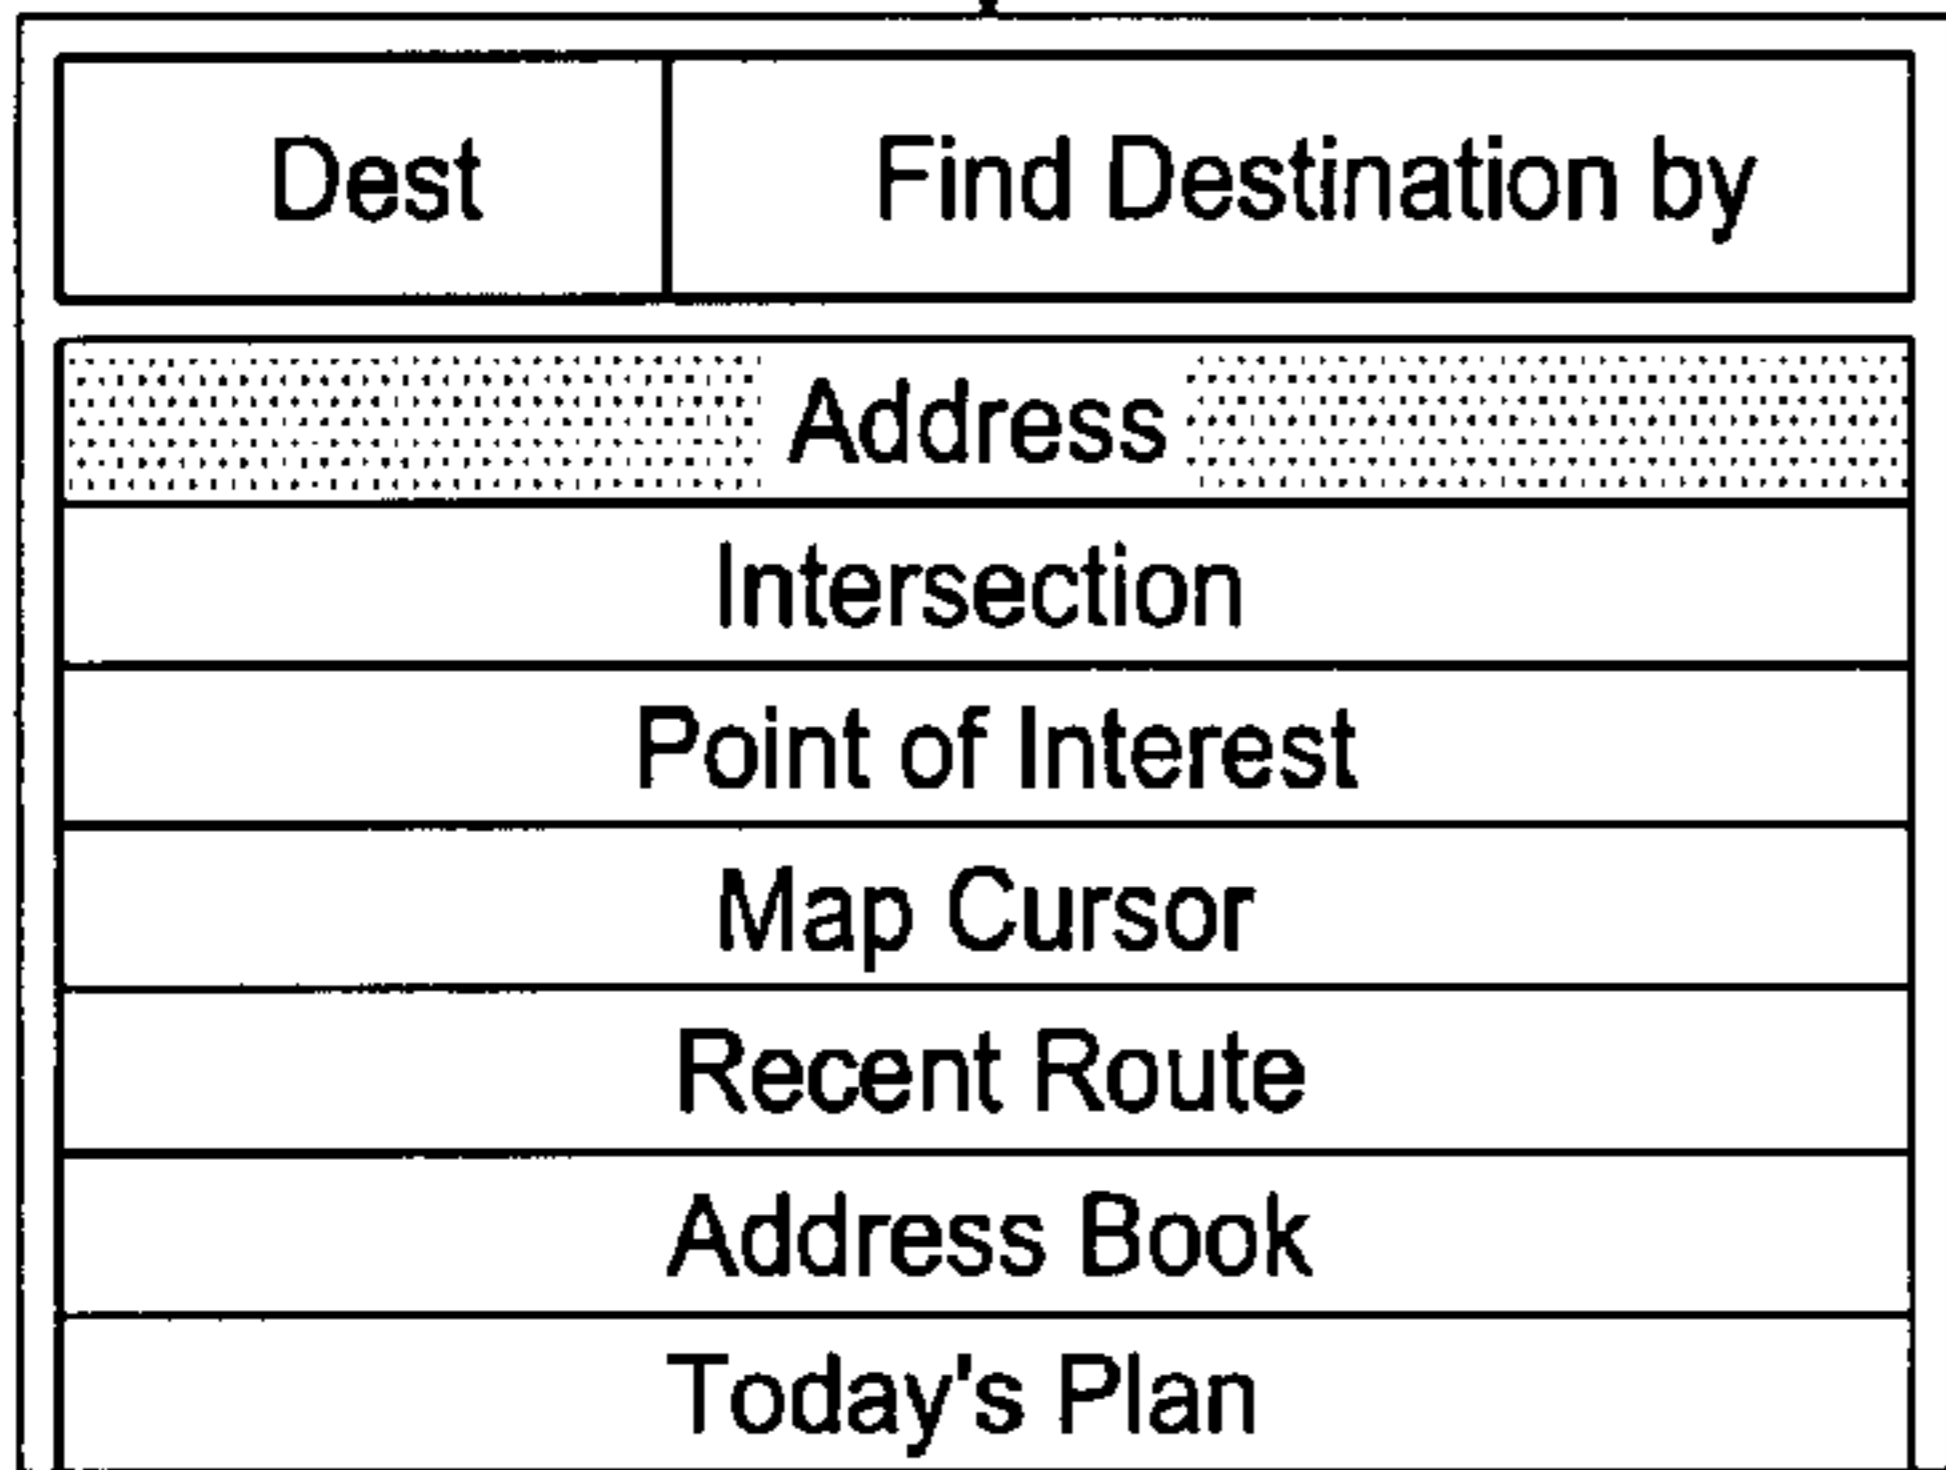 Dest
Find Destination by
Address
Intersection
Point of Interest
Map Cursor
Recent Route
Address Book
Today's Plan